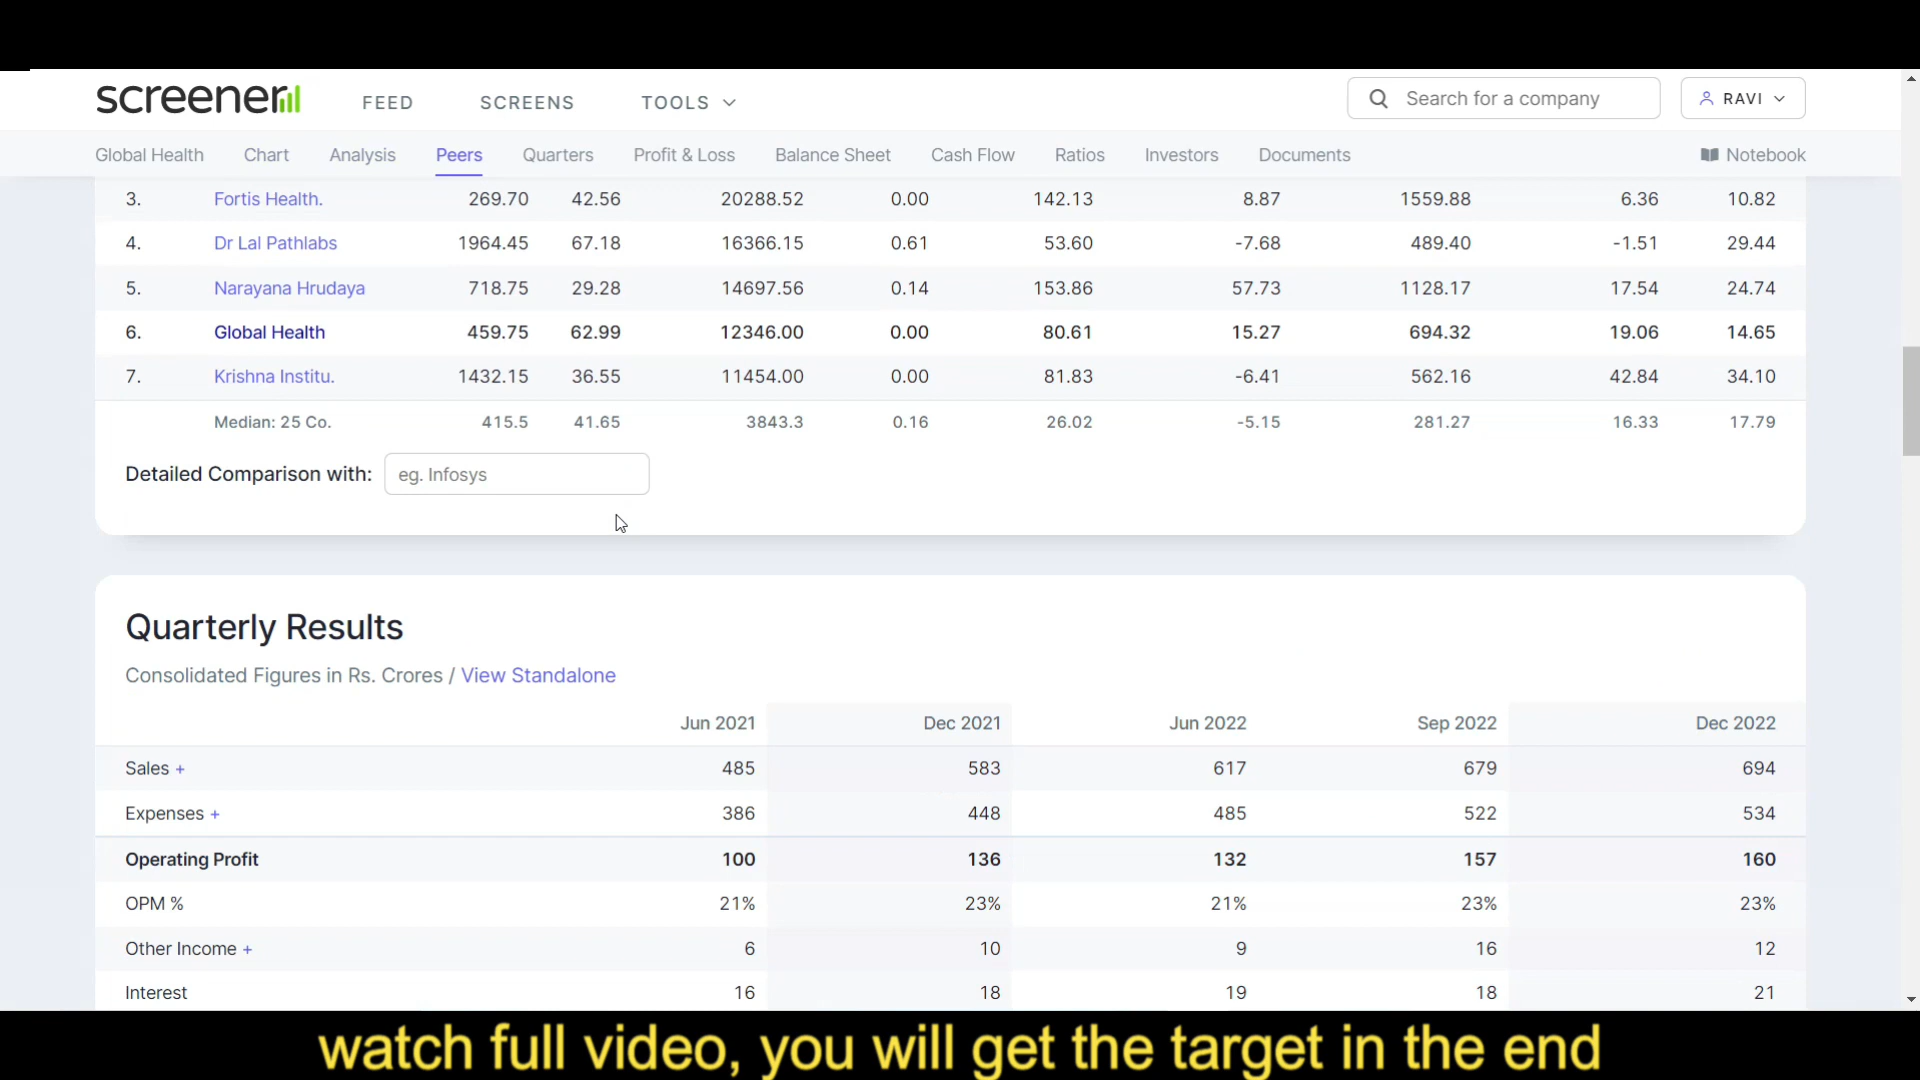 screener FEED SCREENS TOOLS Search for a company RAVI
Global Health Chart Analysis Peers Quarters Profit & Loss Balance Sheet Cash Flow Ratios Investors Documents Notebook
3. Fortis Health. 269.70 42.56 20288.52 0.00 142.13 8.87 1559.88 6.36 10.82
4. Dr Lal Pathlabs 1964.45 67.18 16366.15 0.61 53.60 -7.68 489.40 -1.51 29.44
5. Narayana Hrudaya 718.75 29.28 14697.56 0.14 153.86 57.73 1128.17 17.54 24.74
6. Global Health 459.75 62.99 12346.00 0.00 80.61 15.27 694.32 19.06 14.65
7. Krishna Institu. 1432.15 36.55 11454.00 0.00 81.83 -6.41 562.16 42.84 34.10
Median: 25 Co. 415.5 41.65 3843.3 0.16 26.02 -5.15 281.27 16.33 17.79
Detailed Comparison with: eg. Infosys
Quarterly Results
Consolidated Figures in Rs. Crores / View Standalone
Jun 2021 Dec 2021 Jun 2022 Sep 2022 Dec 2022
Sales + 485 583 617 679 694
Expenses + 386 448 485 522 534
Operating Profit 100 136 132 157 160
OPM % 21% 23% 21% 23% 23%
Other Income + 6 10 9 16 12
Interest 16 18 19 18 21
watch full video, you will get the target in the end